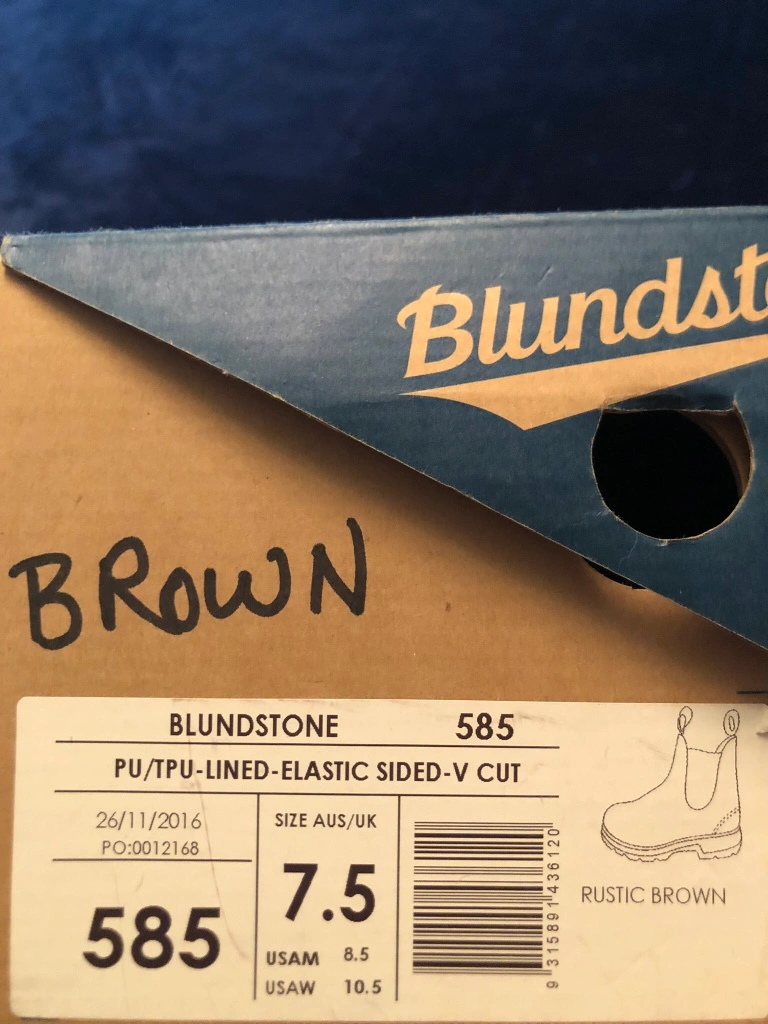 Blundst
BROWN
BLUNDSTONE 585
PU/TPU-LINED-ELASTIC SIDED-V CUT
26/11/2016
PO:0012168
585
SIZE AUS/UK
7.5
USAM 8.5
USAW 10.5
9 315891 436120
RUSTIC BROWN